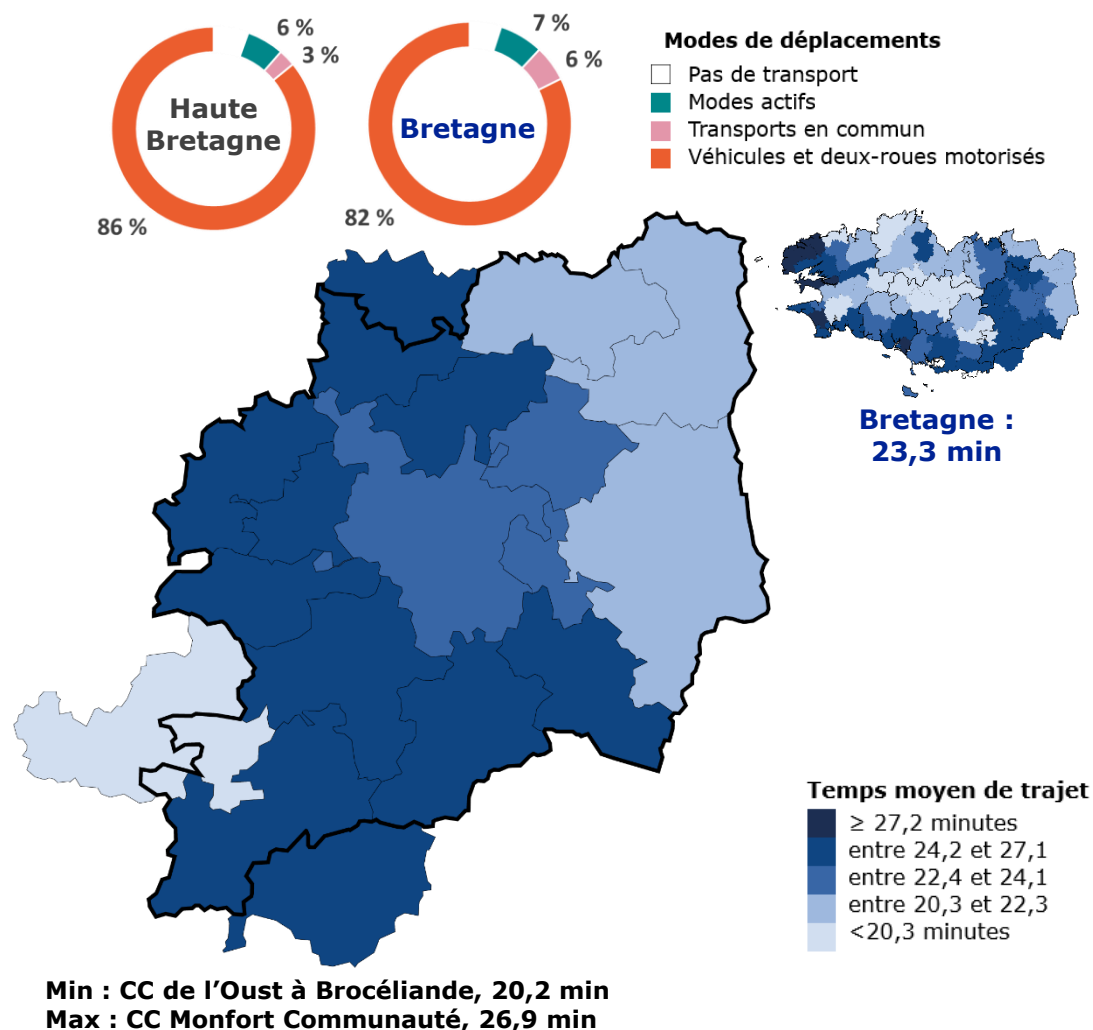 6 %
3 %
Haute
Bretagne
86 %
7 %
6 %
Bretagne
82 %
Modes de déplacements
Pas de transport
Modes actifs
Transports en commun
Véhicules et deux-roues motorisés
Bretagne :
23,3 min
Temps moyen de trajet
≥ 27,2 minutes
entre 24,2 et 27,1
entre 22,4 et 24,1
entre 20,3 et 22,3
<20,3 minutes
Min : CC de l’Oust à Brocéliande, 20,2 min
Max : CC Monfort Communauté, 26,9 min